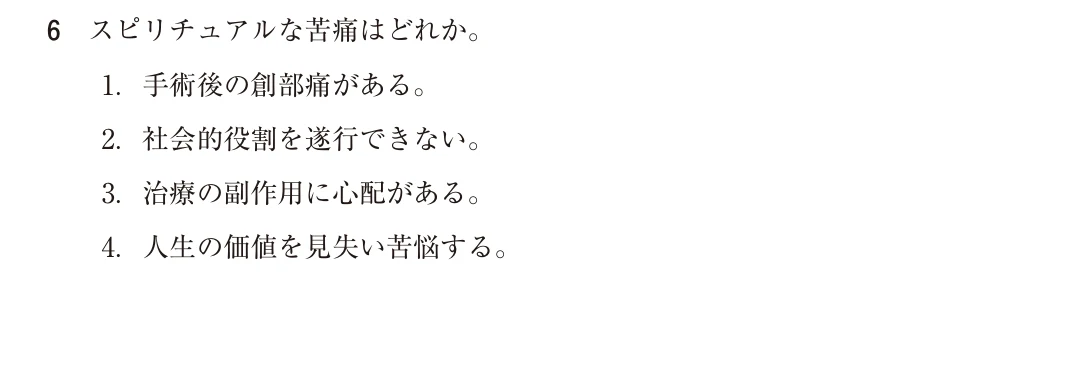 6 スピリチュアルな苦痛はどれか。
1. 手術後の創部痛がある。
2. 社会的役割を遂行できない。
3. 治療の副作用に心配がある。
4. 人生の価値を見失い苦悩する。